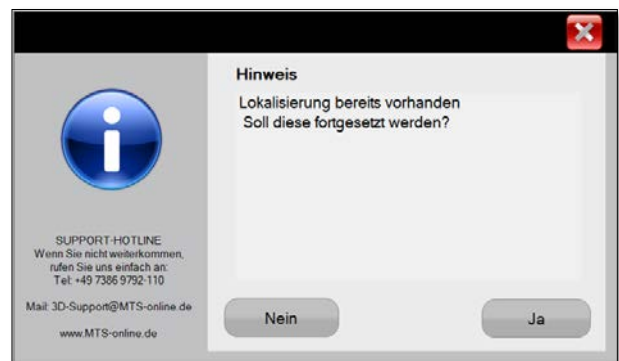 Hinweis
Lokalisierung bereits vorhanden
Soll diese fortgesetzt werden?
SUPPORT-HOTLINE
Wenn Sie nicht weiterkommen,
rufen Sie uns einfach an:
Tel: +49 7386 9792-110
Mail: 3D-Support@MTS-online.de
www.MTS-online.de
Nein
Ja